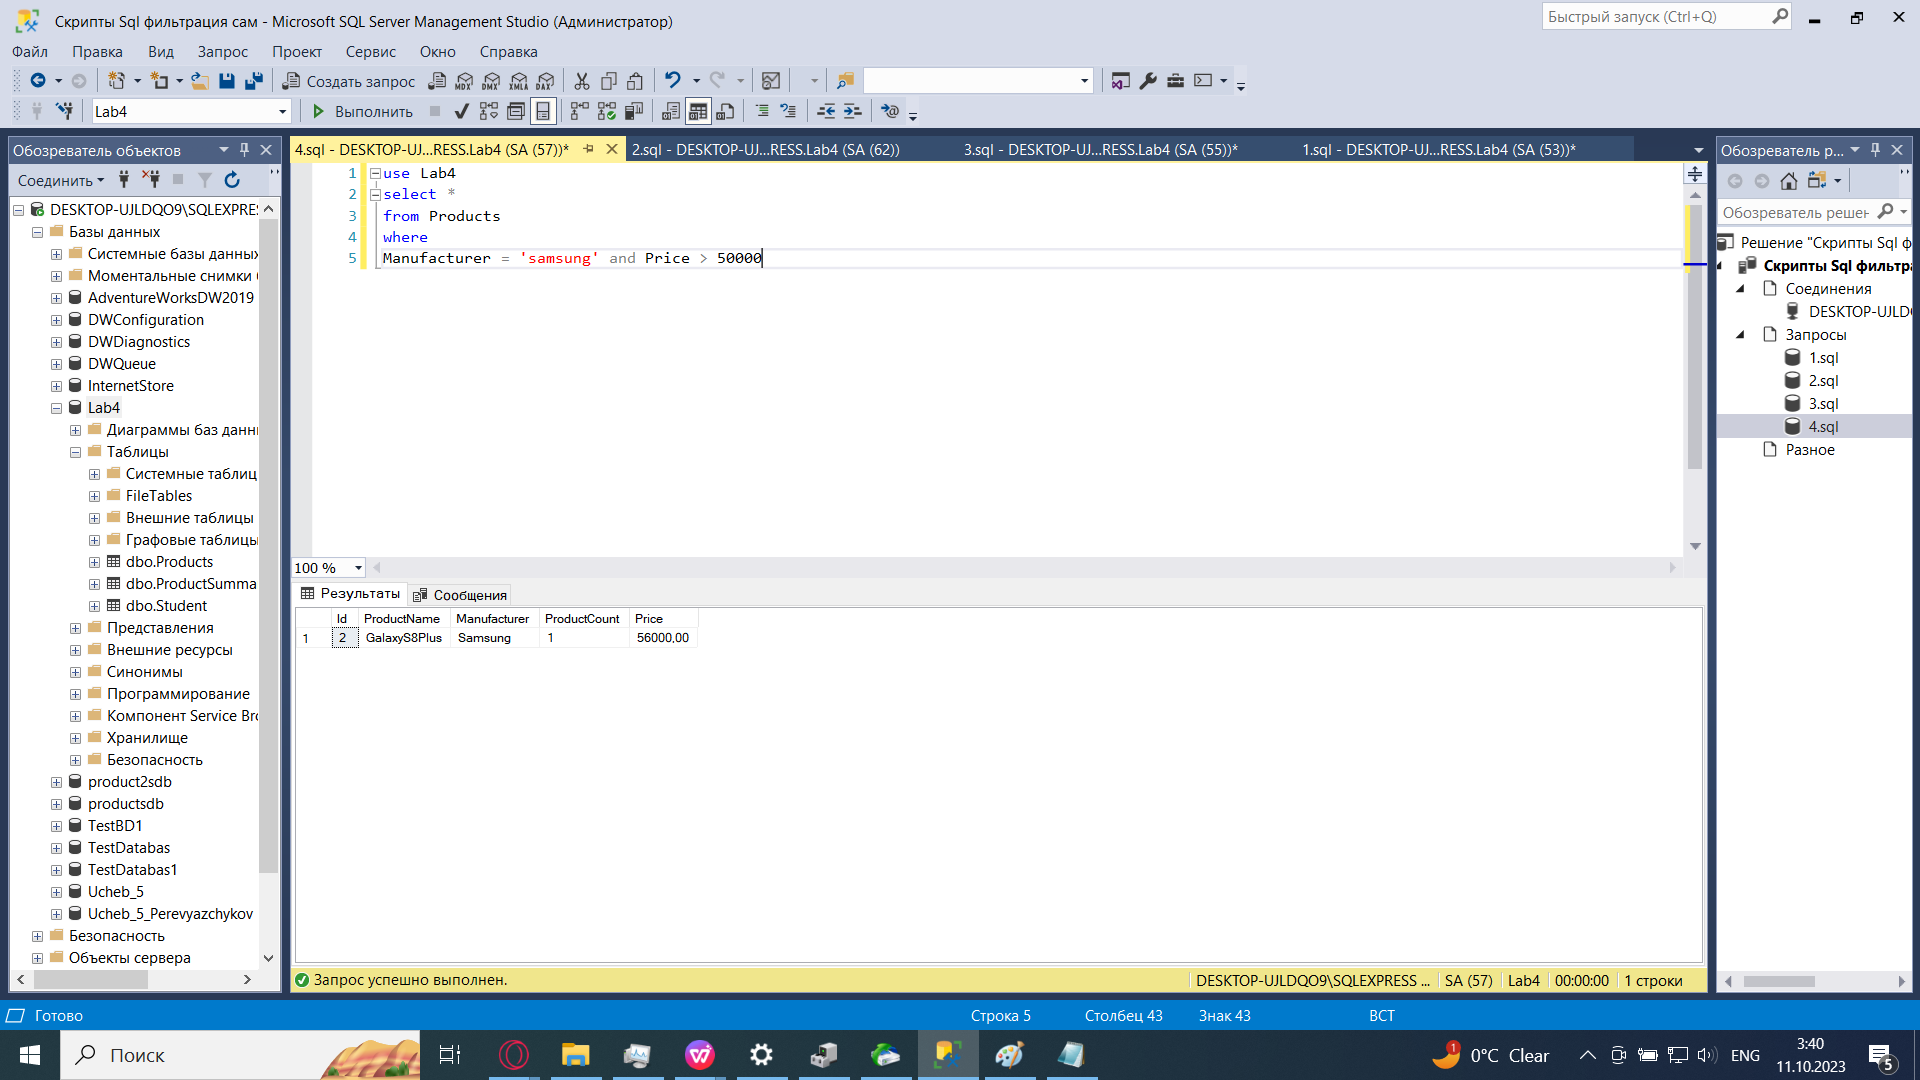 Скрипты Sql фильтрация сам - Microsoft SQL Server Management Studio (Администратор)
Быстрый запуск (Ctrl+Q)
Файл Правка Вид Запрос Проект Сервис Окно Справка
Создать запрос
MDX DMX XMLA DAX
Lab4
Выполнить
Обозреватель объектов
4.sql - DESKTOP-UJ...RESS.Lab4 (SA (57))*
2.sql - DESKTOP-UJ...RESS.Lab4 (SA (62))
3.sql - DESKTOP-UJ...RESS.Lab4 (SA (55))*
1.sql - DESKTOP-UJ...RESS.Lab4 (SA (53))*
Обозреватель р...
Соединить
DESKTOP-UJLDQO9\SQLEXPRE
Базы данных
Системные базы данных
Моментальные снимки
AdventureWorksDW2019
DWConfiguration
DWDiagnostics
DWQueue
InternetStore
Lab4
Диаграммы баз данн
Таблицы
Системные таблиц
FileTables
Внешние таблицы
Графовые таблицы
dbo.Products
dbo.ProductSumma
dbo.Student
Представления
Внешние ресурсы
Синонимы
Программирование
Компонент Service Br
Хранилище
Безопасность
product2sdb
productsdb
TestBD1
TestDatabas
TestDatabas1
Ucheb_5
Ucheb_5_Perevyazchykov
Безопасность
Объекты сервера
1 use Lab4
2 select *
3 from Products
4 where
5 Manufacturer = 'samsung' and Price > 50000
100 %
Результаты Сообщения
Id ProductName Manufacturer ProductCount Price
1 2 GalaxyS8Plus Samsung 1 56000,00
Запрос успешно выполнен.
DESKTOP-UJLDQO9\SQLEXPRESS ... SA (57) Lab4 00:00:00 1 строки
Обозреватель решен
Решение "Скрипты Sql ф
Скрипты Sql фильтра
Соединения
DESKTOP-UJLD
Запросы
1.sql
2.sql
3.sql
4.sql
Разное
Готово
Строка 5 Столбец 43 Знак 43 ВСТ
Поиск
1
0°C Clear
ENG
3:40
11.10.2023
5